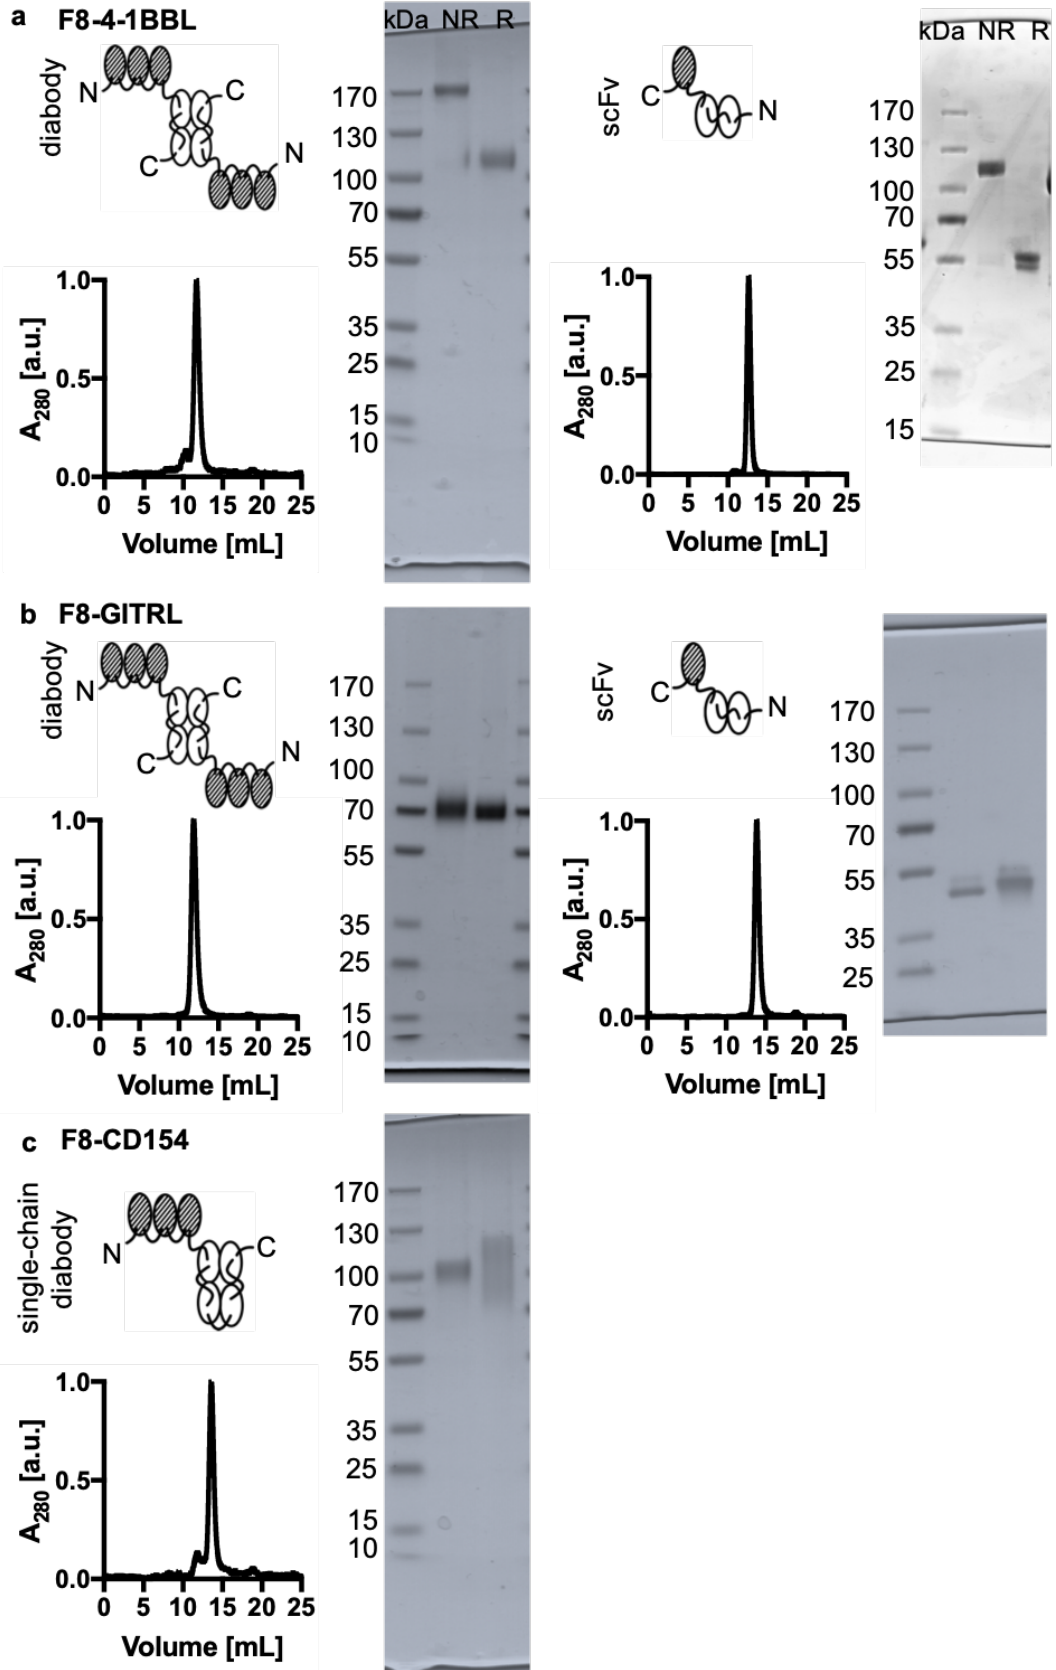 a F8-4-1BBL
diabody
N
C
C
N
kDa NR R
170
130
100
70
55
35
25
15
10
1.0
0.5
0.0
A280 [a.u.]
0 5 10 15 20 25
Volume [mL]
scFv
C
N
kDa NR R
170
130
100
70
55
35
25
15
1.0
0.5
0.0
A280 [a.u.]
0 5 10 15 20 25
Volume [mL]
b F8-GITRL
diabody
N
C
C
N
170
130
100
70
55
35
25
15
10
1.0
0.5
0.0
A280 [a.u.]
0 5 10 15 20 25
Volume [mL]
scFv
C
N
170
130
100
70
55
35
25
1.0
0.5
0.0
A280 [a.u.]
0 5 10 15 20 25
Volume [mL]
c F8-CD154
single-chain
diabody
N
C
170
130
100
70
55
35
25
15
10
1.0
0.5
0.0
A280 [a.u.]
0 5 10 15 20 25
Volume [mL]